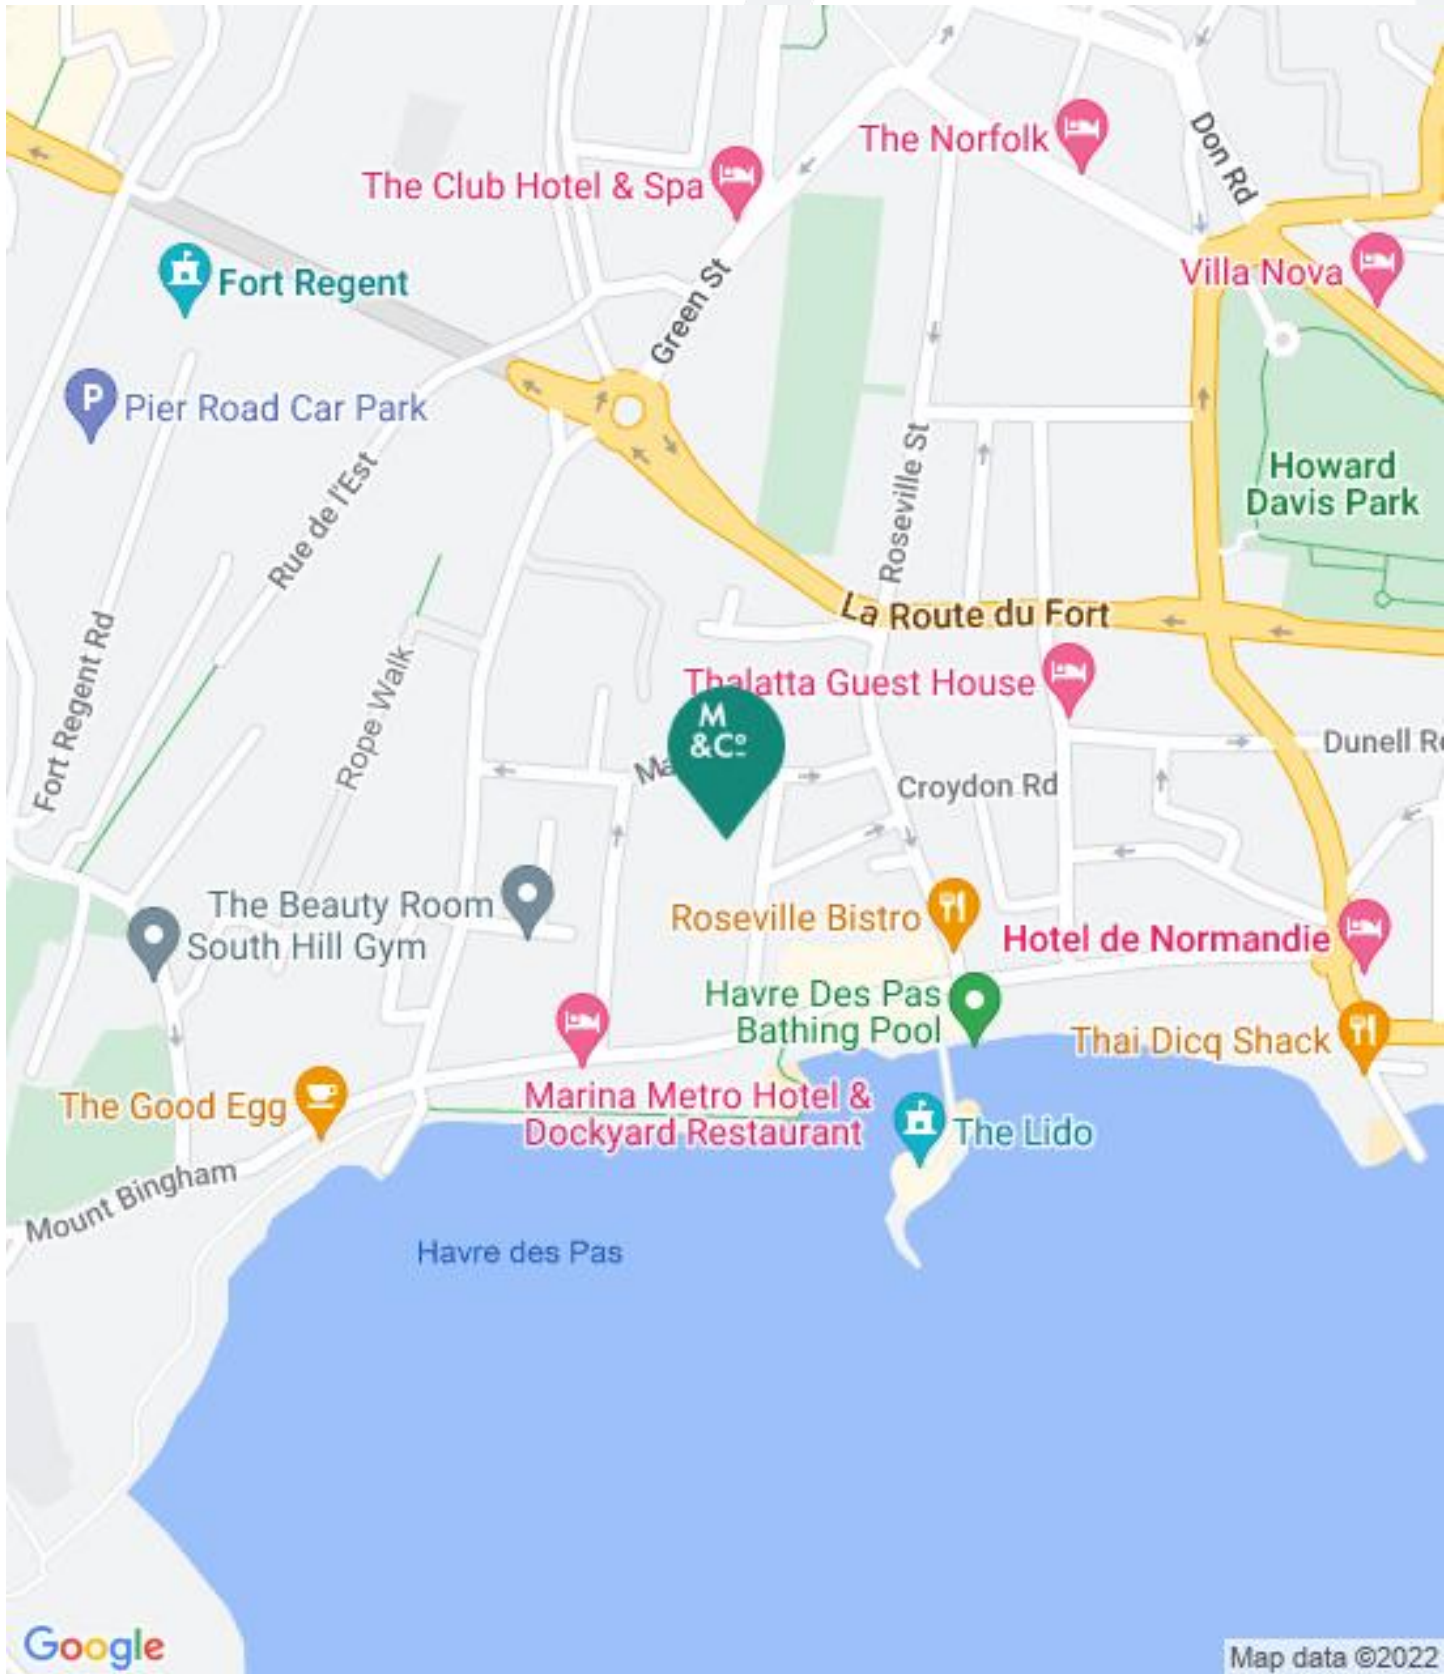 The Norfolk
Don Rd
The Club Hotel & Spa
Villa Nova
Fort Regent
Green St
Pier Road Car Park
Howard
Davis Park
Rue de l'Est
Roseville St
La Route du Fort
Fort Regent Rd
Rope Walk
Thalatta Guest House
M
&Cº
Dunell
Croydon Rd
The Beauty Room
South Hill Gym
Roseville Bistro
Hotel de Normandie
Havre Des Pas
Bathing Pool
Thai Dicq Shack
The Good Egg
Marina Metro Hotel &
Dockyard Restaurant
The Lido
Mount Bingham
Havre des Pas
Google
Map data ©2022